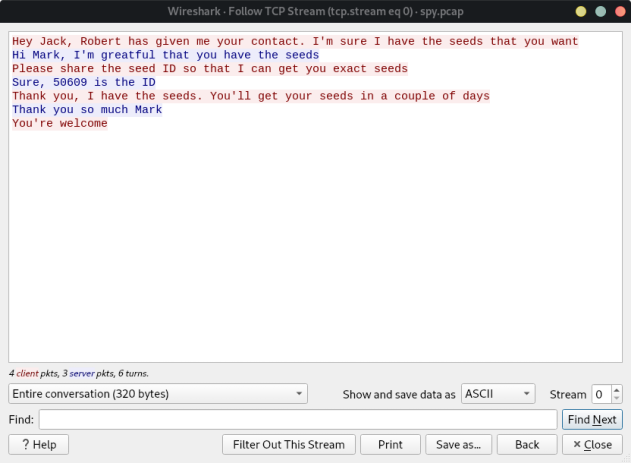 Wireshark · Follow TCP Stream (tcp.stream eq 0) · spy.pcap
Hey Jack, Robert has given me your contact. I'm sure I have the seeds that you want
Hi Mark, I'm greatful that you have the seeds
Please share the seed ID so that I can get you exact seeds
Sure, 50609 is the ID
Thank you, I have the seeds. You'll get your seeds in a couple of days
Thank you so much Mark
You're welcome
4 client pkts, 3 server pkts, 6 turns.
Entire conversation (320 bytes) Show and save data as ASCII Stream 0
Find: Find Next
? Help Filter Out This Stream Print Save as... Back × Close